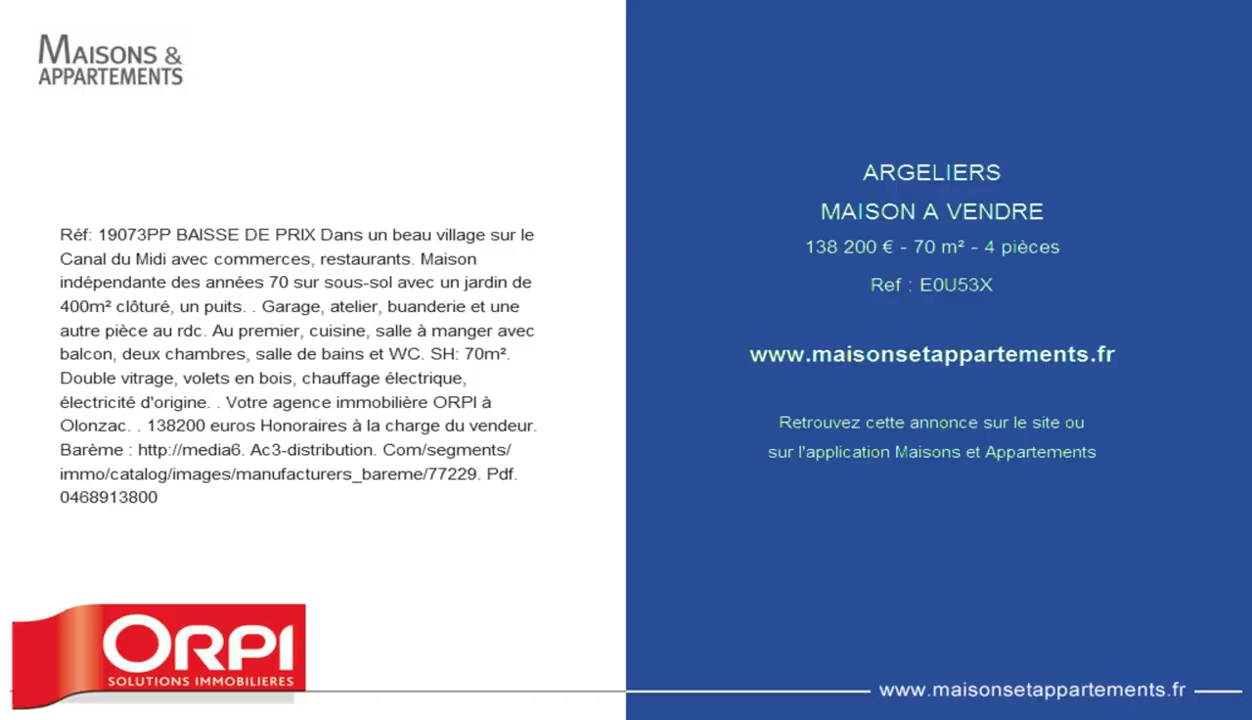 MAISONS &
APPARTEMENTS
Réf: 19073PP BAISSE DE PRIX Dans un beau village sur le
Canal du Midi avec commerces, restaurants. Maison
indépendante des années 70 sur sous-sol avec un jardin de
400m² clôturé, un puits. . Garage, atelier, buanderie et une
autre pièce au rdc. Au premier, cuisine, salle à manger avec
balcon, deux chambres, salle de bains et WC. SH: 70m².
Double vitrage, volets en bois, chauffage électrique,
électricité d'origine. . Votre agence immobilière ORPI à
Olonzac. . 138200 euros Honoraires à la charge du vendeur.
Barème : http://media6. Ac3-distribution. Com/segments/
immo/catalog/images/manufacturers_bareme/77229. Pdf.
0468913800
ORPI
SOLUTIONS IMMOBILIERES
ARGELIERS
MAISON A VENDRE
138 200 € - 70 m² - 4 pièces
Ref : E0U53X
www.maisonsetappartements.fr
Retrouvez cette annonce sur le site ou
sur l'application Maisons et Appartements
www.maisonsetappartements.fr